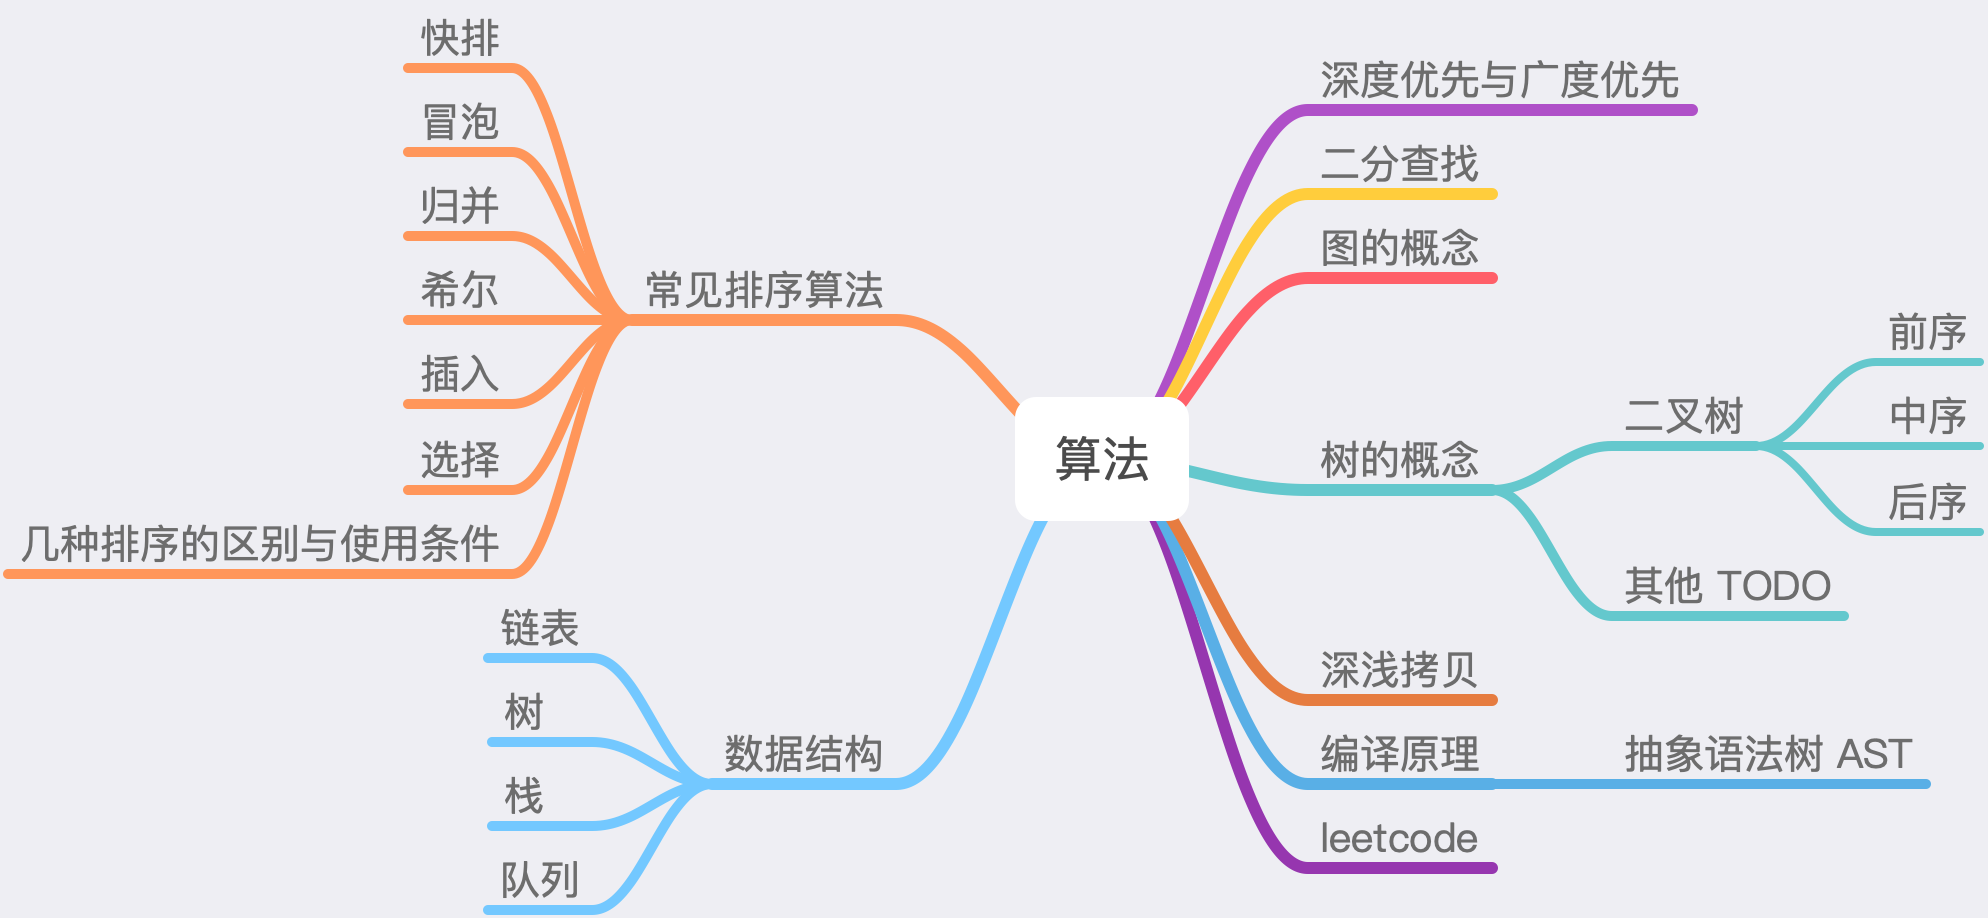 快排
冒泡
归并
希尔
插入
选择
几种排序的区别与使用条件
常见排序算法
链表
树
栈
队列
数据结构
算法
深度优先与广度优先
二分查找
图的概念
树的概念
二叉树
前序
中序
后序
其他 TODO
深浅拷贝
编译原理
抽象语法树 AST
leetcode